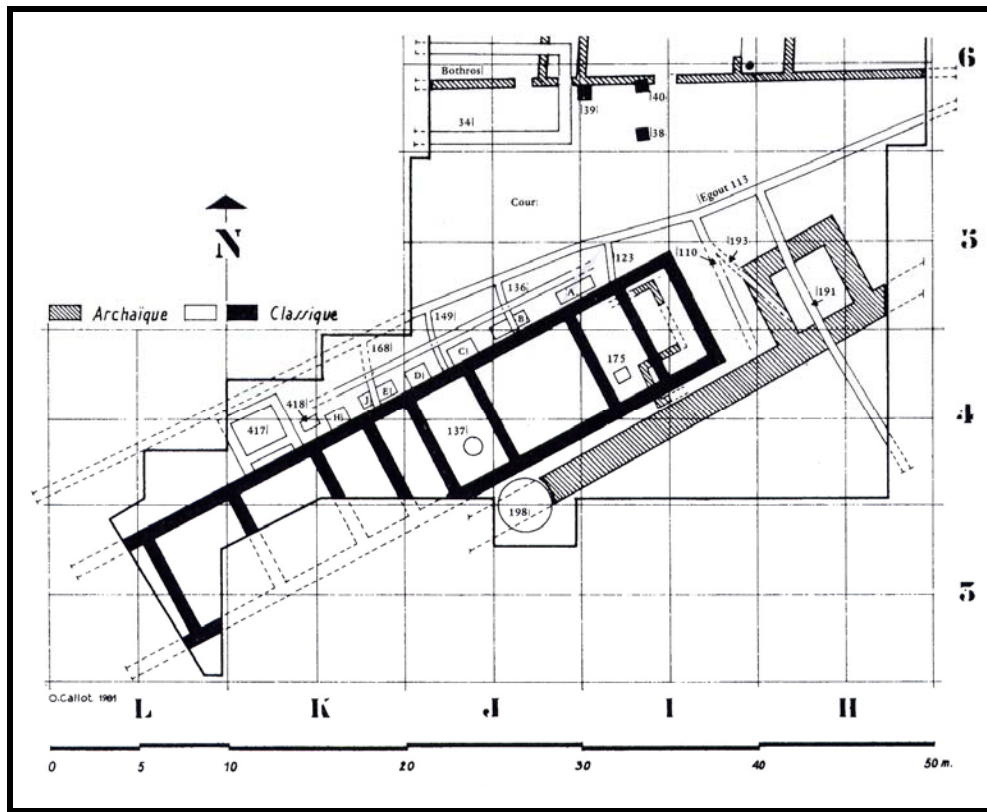 6
Bothros
40
39
34
38
Egout 113
Cour
5
N
193
123
110
136
A
191
149
B
Archaïque
Classique
168
C
175
D
E
J
418
H
4
417
137
198
3
O.Callot. 1981
L K J I H
0 5 10 20 30 40 50 m.